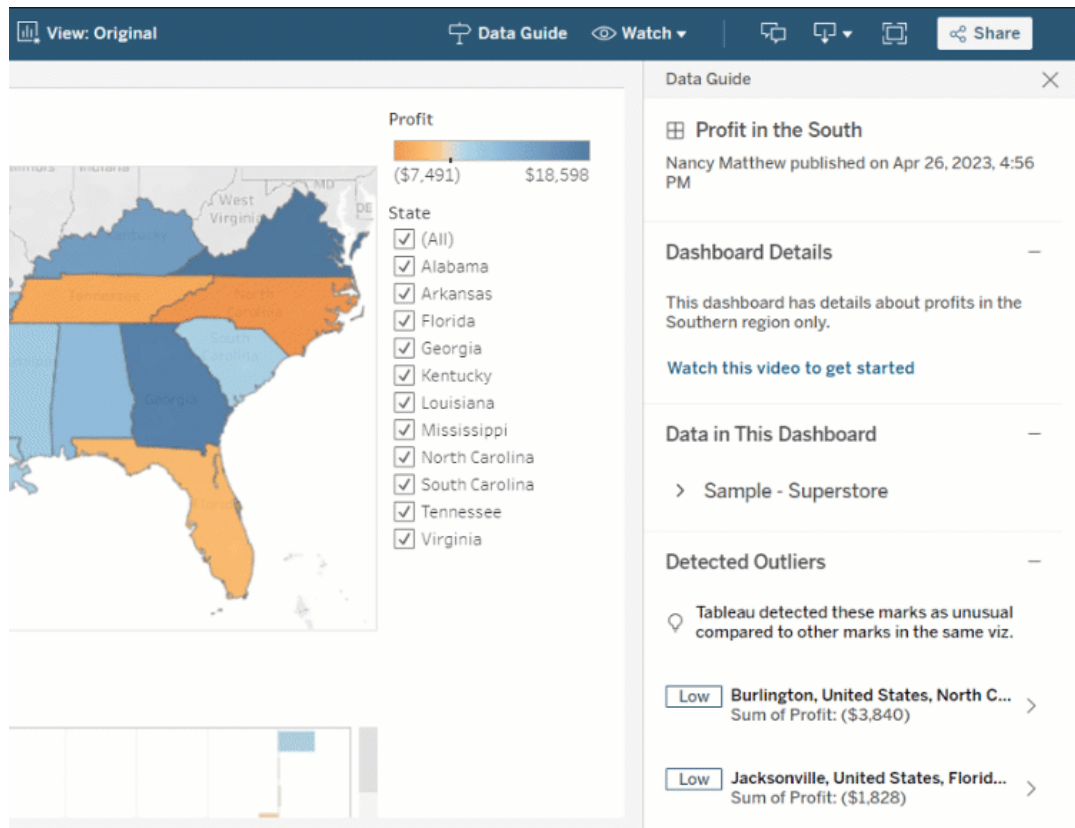 View: Original
Data Guide
Watch
Share
Data Guide
Profit in the South
Nancy Matthew published on Apr 26, 2023, 4:56
PM
Dashboard Details
This dashboard has details about profits in the
Southern region only.
Watch this video to get started
Data in This Dashboard
Sample - Superstore
Detected Outliers
Tableau detected these marks as unusual
compared to other marks in the same viz.
Low
Burlington, United States, North C...
Sum of Profit: ($3,840)
Low
Jacksonville, United States, Florid...
Sum of Profit: ($1,828)
Profit
($7,491) $18,598
State
(All)
Alabama
Arkansas
Florida
Georgia
Kentucky
Louisiana
Mississippi
North Carolina
South Carolina
Tennessee
Virginia
Indiana
MD
DE
West
Virginia
Kentucky
Tennessee
North
Carolina
South
Carolina
Georgia
Florida